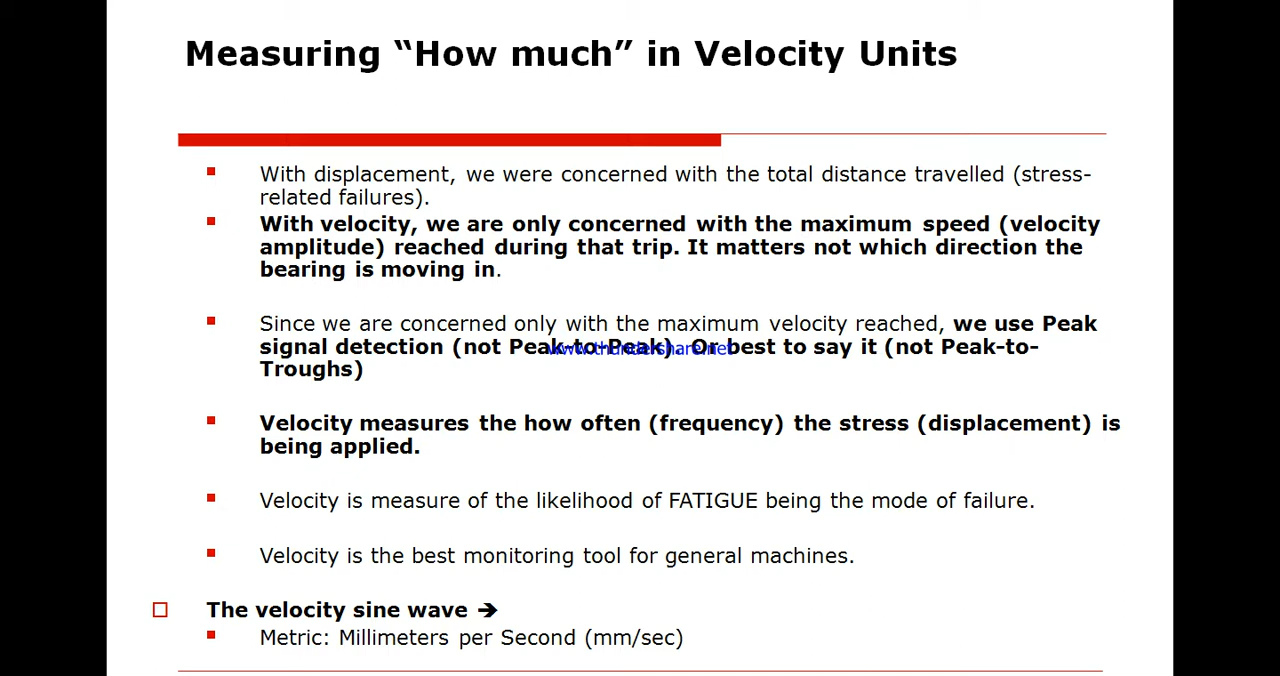 Measuring “How much” in Velocity Units
With displacement, we were concerned with the total distance travelled (stress-
related failures).
With velocity, we are only concerned with the maximum speed (velocity
amplitude) reached during that trip. It matters not which direction the
bearing is moving in.
Since we are concerned only with the maximum velocity reached, we use Peak
signal detection (not Peak-to-Peak). Or best to say it (not Peak-to-
Troughs)
www.thundershare.net
Velocity measures the how often (frequency) the stress (displacement) is
being applied.
Velocity is measure of the likelihood of FATIGUE being the mode of failure.
Velocity is the best monitoring tool for general machines.
The velocity sine wave ➔
Metric: Millimeters per Second (mm/sec)